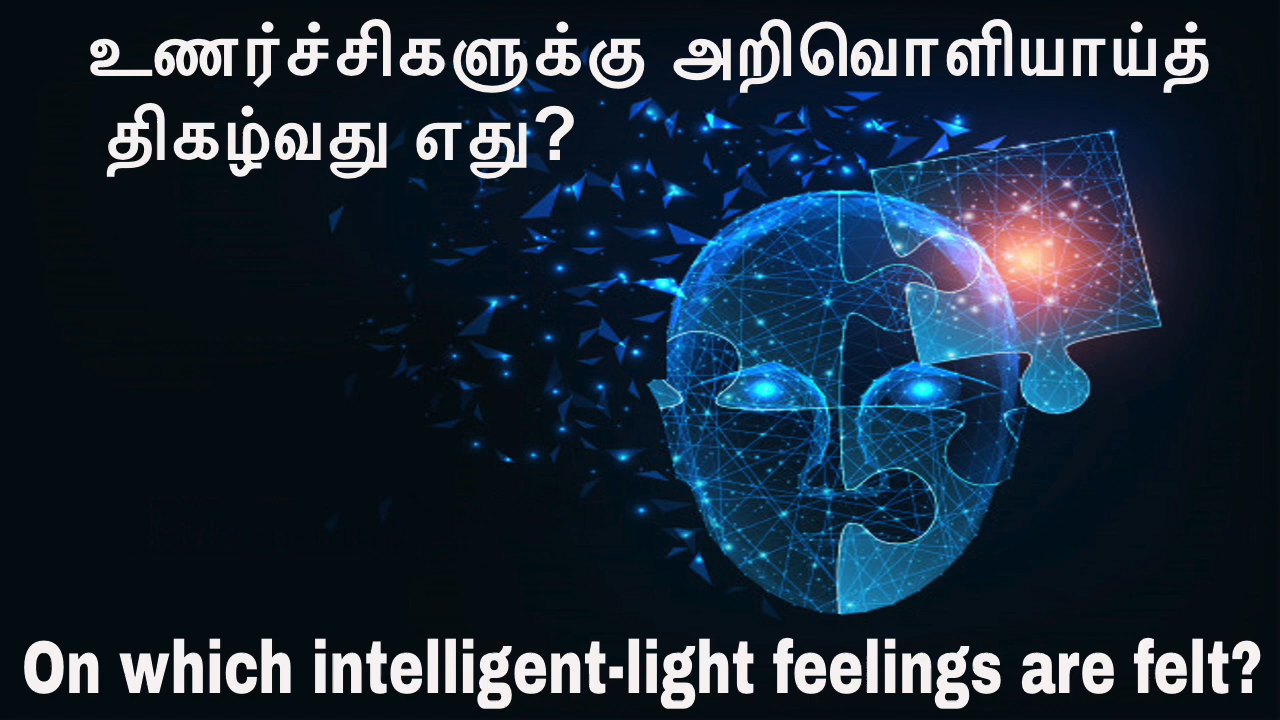 உணர்ச்சிகளுக்கு அறிவொளியாய்த்
திகழ்வது எது?
On which intelligent-light feelings are felt?